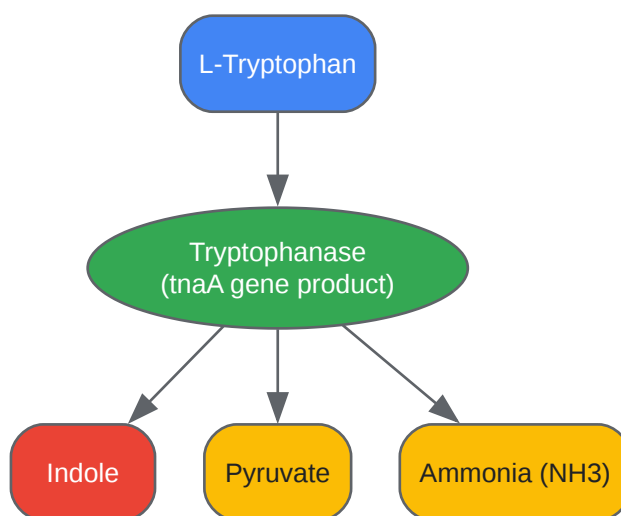 L-Tryptophan
Tryptophanase
(tnaA gene product)
Indole
Pyruvate
Ammonia (NH3)